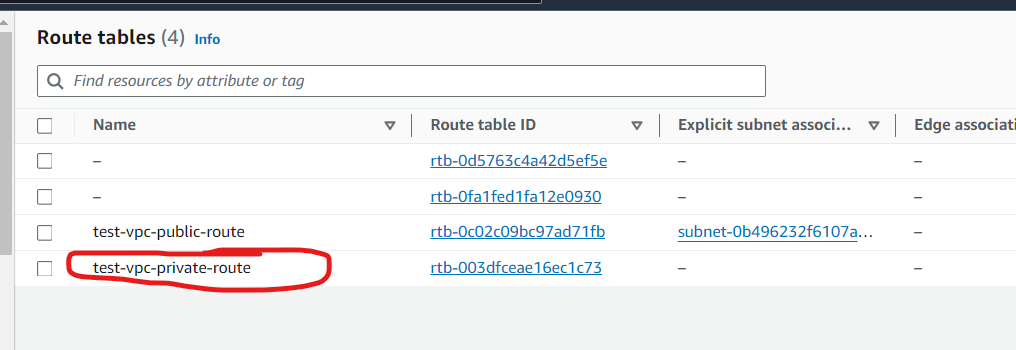 Route tables (4) Info
Find resources by attribute or tag
Name Route table ID Explicit subnet associ... Edge associati
– rtb-0d5763c4a42d5ef5e – –
– rtb-0fa1fed1fa12e0930 – –
test-vpc-public-route rtb-0c02c09bc97ad71fb subnet-0b496232f6107a... –
test-vpc-private-route rtb-003dfceae16ec1c73 – –